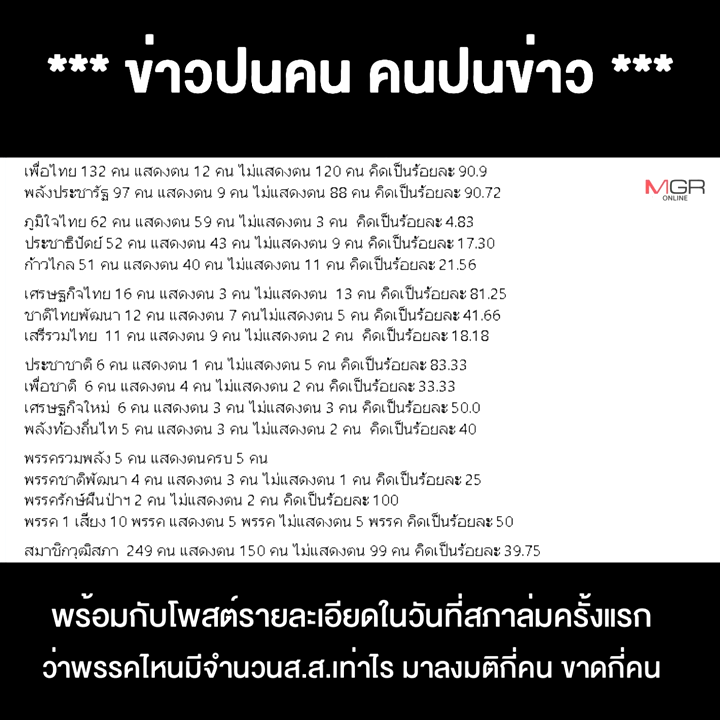 *** ข่าวปนคน คนปนข่าว ***
เพื่อไทย 132 คน แสดงตน 12 คน ไม่แสดงตน 120 คน คิดเป็นร้อยละ 90.9
พลังประชารัฐ 97 คน แสดงตน 9 คน ไม่แสดงตน 88 คน คิดเป็นร้อยละ 90.72
MGR
ONLINE
ภูมิใจไทย 62 คน แสดงตน 59 คน ไม่แสดงตน 3 คน คิดเป็นร้อยละ 4.83
ประชาธิปัตย์ 52 คน แสดงตน 43 คน ไม่แสดงตน 9 คน คิดเป็นร้อยละ 17.30
ก้าวไกล 51 คน แสดงตน 40 คน ไม่แสดงตน 11 คน คิดเป็นร้อยละ 21.56
เศรษฐกิจไทย 16 คน แสดงตน 3 คน ไม่แสดงตน 13 คน คิดเป็นร้อยละ 81.25
ชาติไทยพัฒนา 12 คน แสดงตน 7 คนไม่แสดงตน 5 คน คิดเป็นร้อยละ 41.66
เสรีรวมไทย 11 คน แสดงตน 9 คน ไม่แสดงตน 2 คน คิดเป็นร้อยละ 18.18
ประชาชาติ 6 คน แสดงตน 1 คน ไม่แสดงตน 5 คน คิดเป็นร้อยละ 83.33
เพื่อชาติ 6 คน แสดงตน 4 คน ไม่แสดงตน 2 คน คิดเป็นร้อยละ 33.33
เศรษฐกิจใหม่ 6 คน แสดงตน 3 คน ไม่แสดงตน 3 คน คิดเป็นร้อยละ 50.0
พลังท้องถิ่นไท 5 คน แสดงตน 3 คน ไม่แสดงตน 2 คน คิดเป็นร้อยละ 40
พรรครวมพลัง 5 คน แสดงตนครบ 5 คน
พรรคชาติพัฒนา 4 คน แสดงตน 3 คน ไม่แสดงตน 1 คน คิดเป็นร้อยละ 25
พรรครักษ์ผืนป่าฯ 2 คน ไม่แสดงตน 2 คน คิดเป็นร้อยละ 100
พรรค 1 เสียง 10 พรรค แสดงตน 5 พรรค ไม่แสดงตน 5 พรรค คิดเป็นร้อยละ 50
สมาชิกวุฒิสภา 249 คน แสดงตน 150 คน ไม่แสดงตน 99 คน คิดเป็นร้อยละ 39.75
พร้อมกับโพสต์รายละเอียดในวันที่สภาล่มครั้งแรก
ว่าพรรคไหนมีจำนวนส.ส.เท่าไร มาลงมติกี่คน ขาดกี่คน